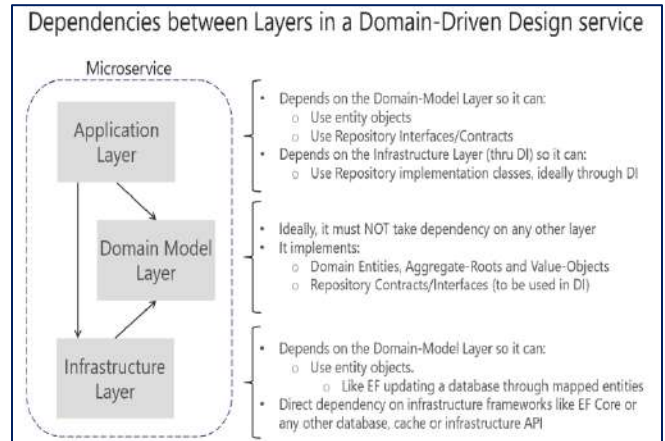 Dependencies between Layers in a Domain-Driven Design service
Microservice
Application
Layer
Domain Model
Layer
Infrastructure
Layer
• Depends on the Domain-Model Layer so it can:
o Use entity objects
o Use Repository Interfaces/Contracts
• Depends on the Infrastructure Layer (thru DI) so it can:
o Use Repository implementation classes, ideally through DI
• Ideally, it must NOT take dependency on any other layer
• It implements:
o Domain Entities, Aggregate-Roots and Value-Objects
o Repository Contracts/Interfaces (to be used in DI)
• Depends on the Domain-Model Layer so it can:
o Use entity objects.
o Like EF updating a database through mapped entities
• Direct dependency on infrastructure frameworks like EF Core or
any other database, cache or infrastructure API